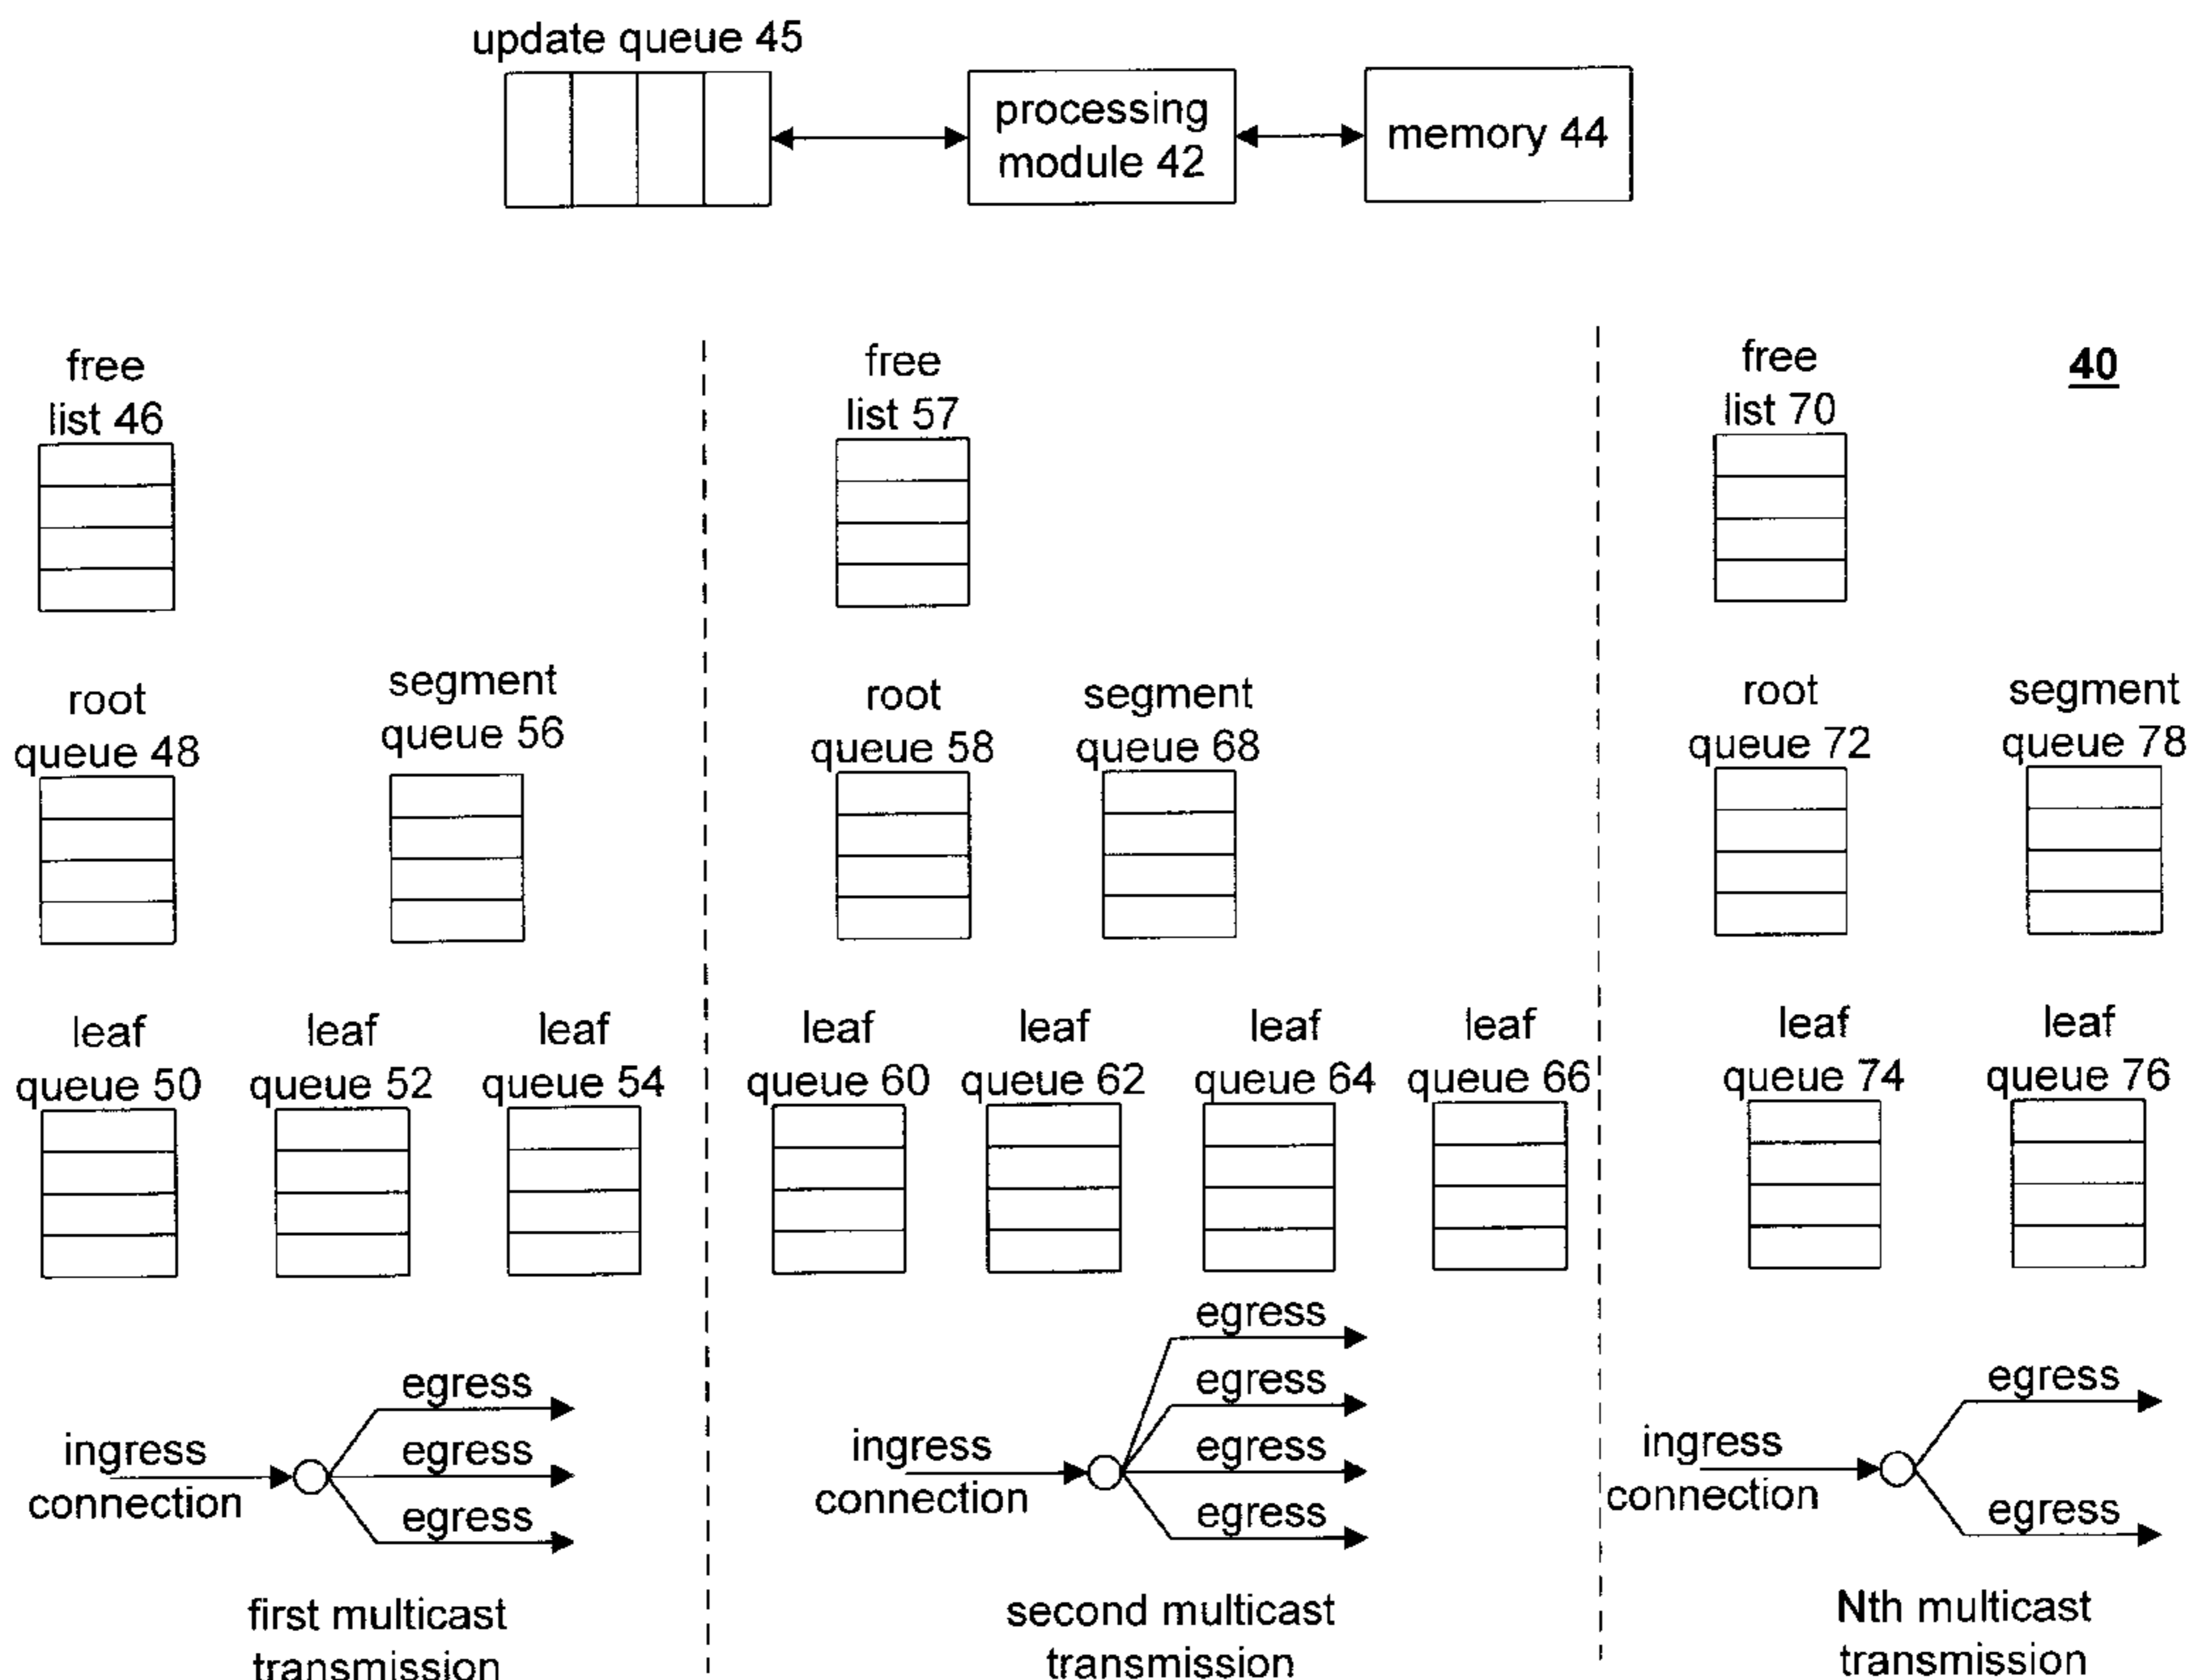 update queue 45
processing
module 42
memory 44
40
free
list 46
free
list 57
free
list 70
root
queue 48
segment
queue 56
root
queue 58
segment
queue 68
root
queue 72
segment
queue 78
leaf
queue 50
leaf
queue 52
leaf
queue 54
leaf
queue 60
leaf
queue 62
leaf
queue 64
leaf
queue 66
leaf
queue 74
leaf
queue 76
ingress
connection
egress
egress
egress
first multicast
transmission
ingress
connection
egress
egress
egress
egress
second multicast
transmission
ingress
connection
egress
egress
Nth multicast
transmission